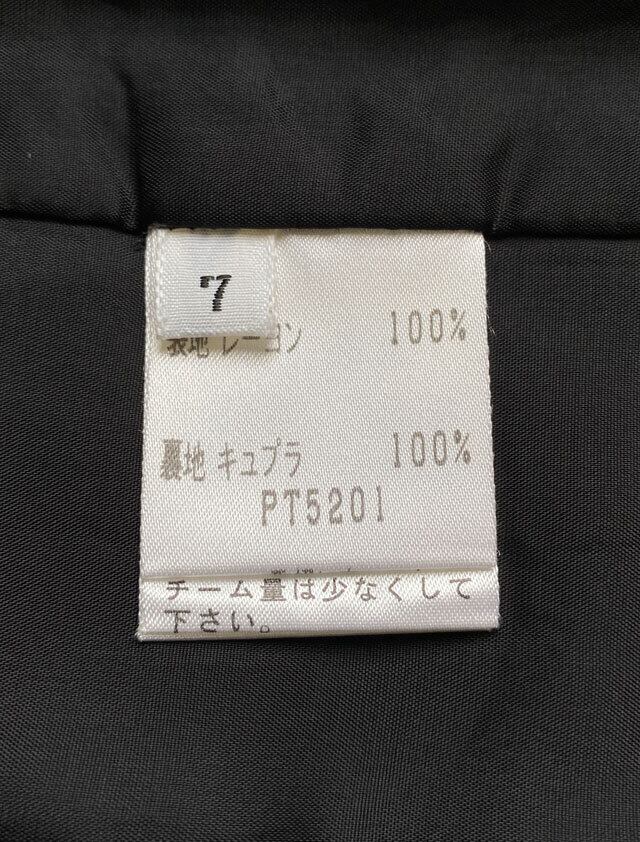 7
表地 レーヨン 100%
裏地 キュプラ 100%
PT5201
チーム量は少なくして
下さい。